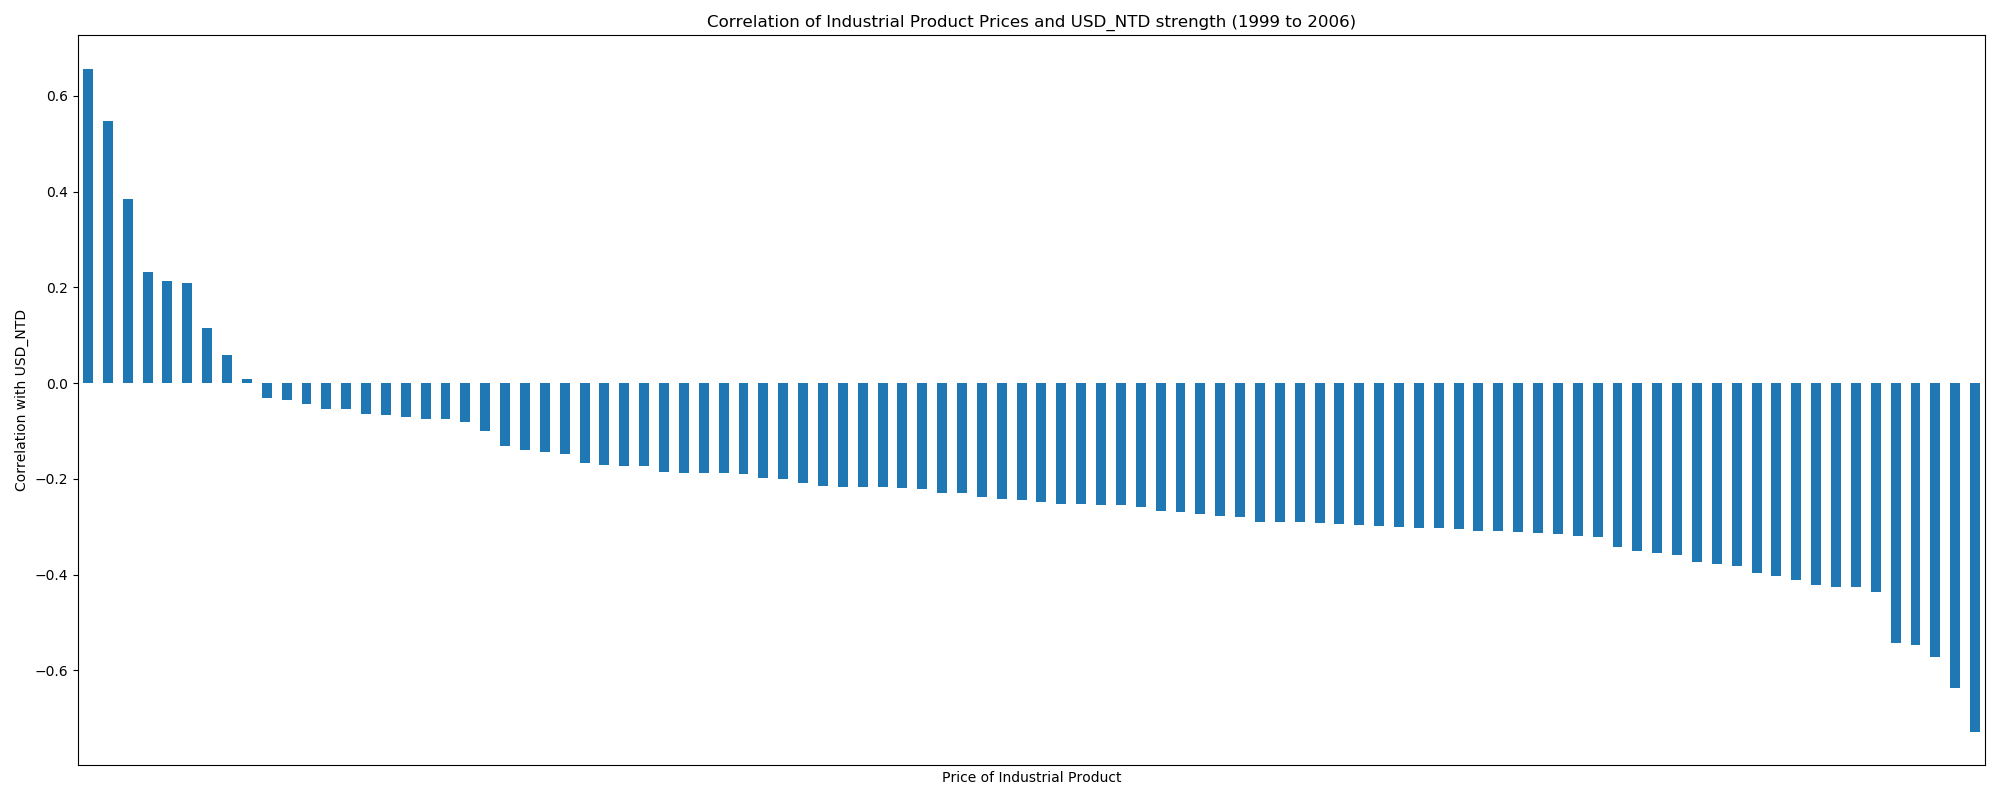 Correlation of Industrial Product Prices and USD_NTD strength (1999 to 2006)
0.6
0.4
0.2
0.0
−0.2
−0.4
−0.6
Correlation with USD_NTD
Price of Industrial Product